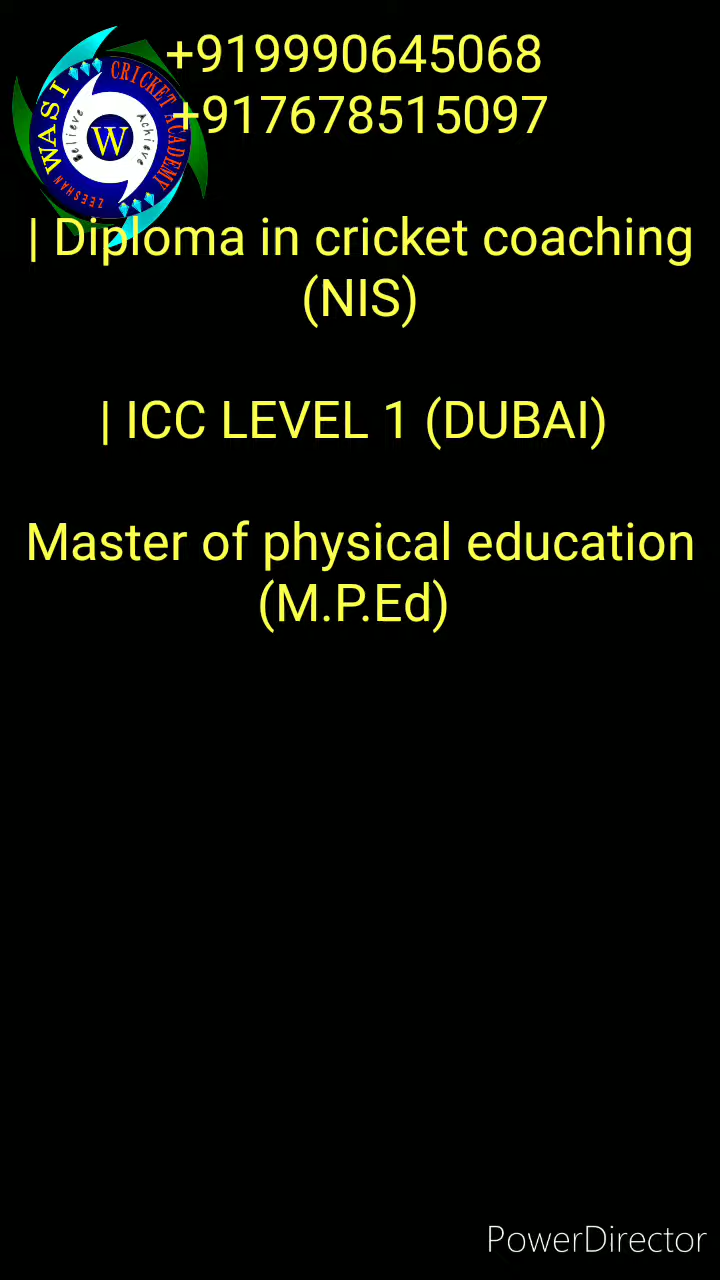 +919990645068
+917678515097
WASI
CRICKET ACADEMY
ZEESHAN
Believe
Achieve
W
| Diploma in cricket coaching
(NIS)
| ICC LEVEL 1 (DUBAI)
Master of physical education
(M.P.Ed)
PowerDirector